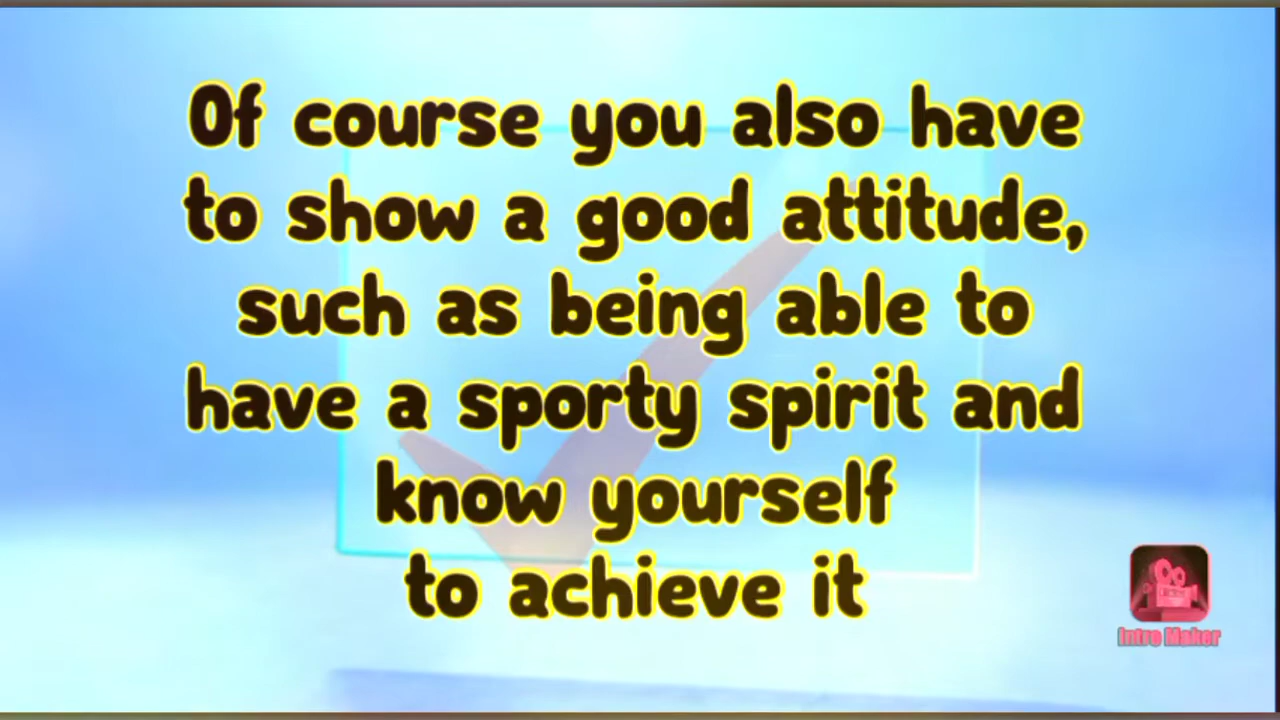 Of course you also have
to show a good attitude,
such as being able to
have a sporty spirit and
know yourself
to achieve it
Intro Maker